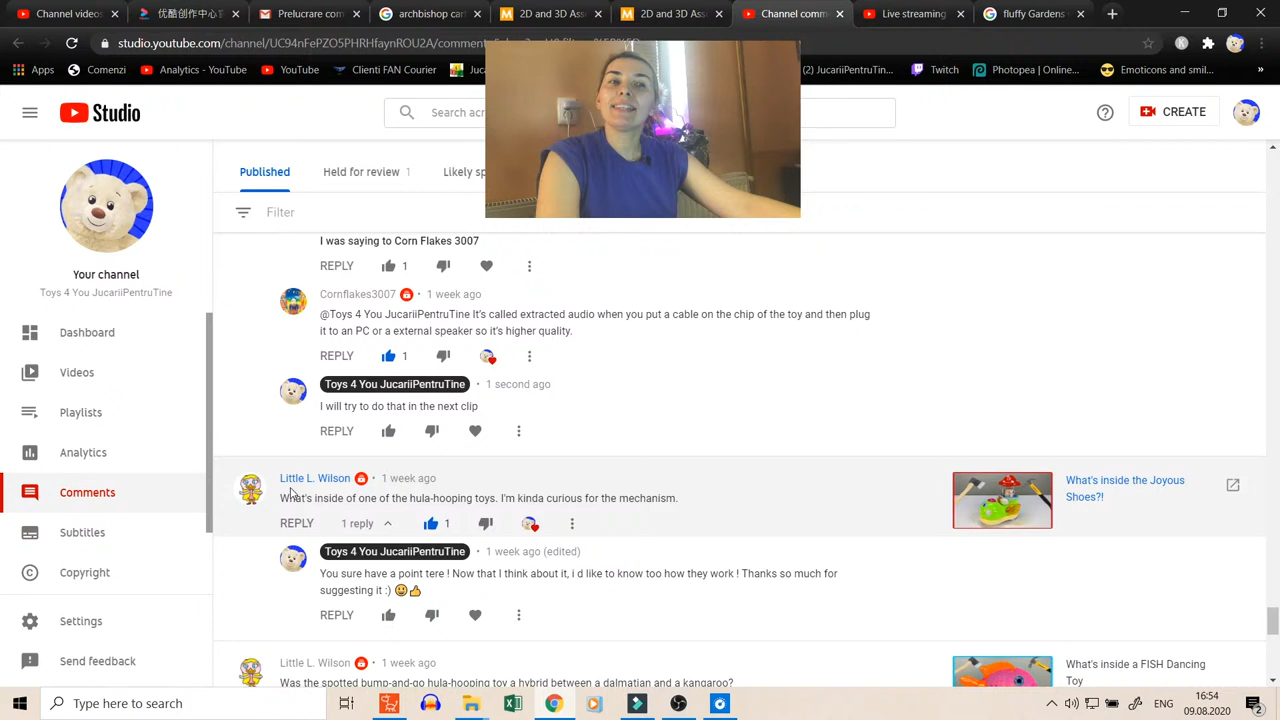 YouTube
优酷创作中心
Premiumize com
archspinshop car
2D and 3D Ass
2D and 3D Ass
Channel comm
Live streaming
fluffy Gardens
studio.youtube.com/channel/UC94nFePZO5PHRHfaynROU2A/comment
Apps
Comenzi
Analytics - YouTube
YouTube
Clienti FAN Courier
Juca
(2) JucariiPentruTine...
Twitch
Photopea | Online...
Emoticons and smil...
Studio
Search acr
CREATE
Published
Held for review 1
Likely sp
Filter
Your channel
Toys 4 You JucariiPentruTine
Dashboard
Videos
Playlists
Analytics
Comments
Subtitles
Copyright
Settings
Send feedback
I was saying to Corn Flakes 3007
REPLY 1
Cornflakes3007 • 1 week ago
@Toys 4 You JucariiPentruTine It's called extracted audio when you put a cable on the chip of the toy and then plug
it to an PC or a external speaker so it's higher quality.
REPLY 1
Toys 4 You JucariiPentruTine • 1 second ago
I will try to do that in the next clip
REPLY
Little L. Wilson • 1 week ago
What's inside of one of the hula-hooping toys. I'm kinda curious for the mechanism.
REPLY 1 reply 1
What's inside the Joyous
Shoes?!
Toys 4 You JucariiPentruTine • 1 week ago (edited)
You sure have a point tere ! Now that I think about it, i d like to know too how they work ! Thanks so much for
suggesting it :)
REPLY
Little L. Wilson • 1 week ago
Was the spotted bump-and-go hula-hooping toy a hybrid between a dalmatian and a kangaroo?
What's inside a FISH Dancing
Toy
Type here to search
16:54
09.08.2020
2